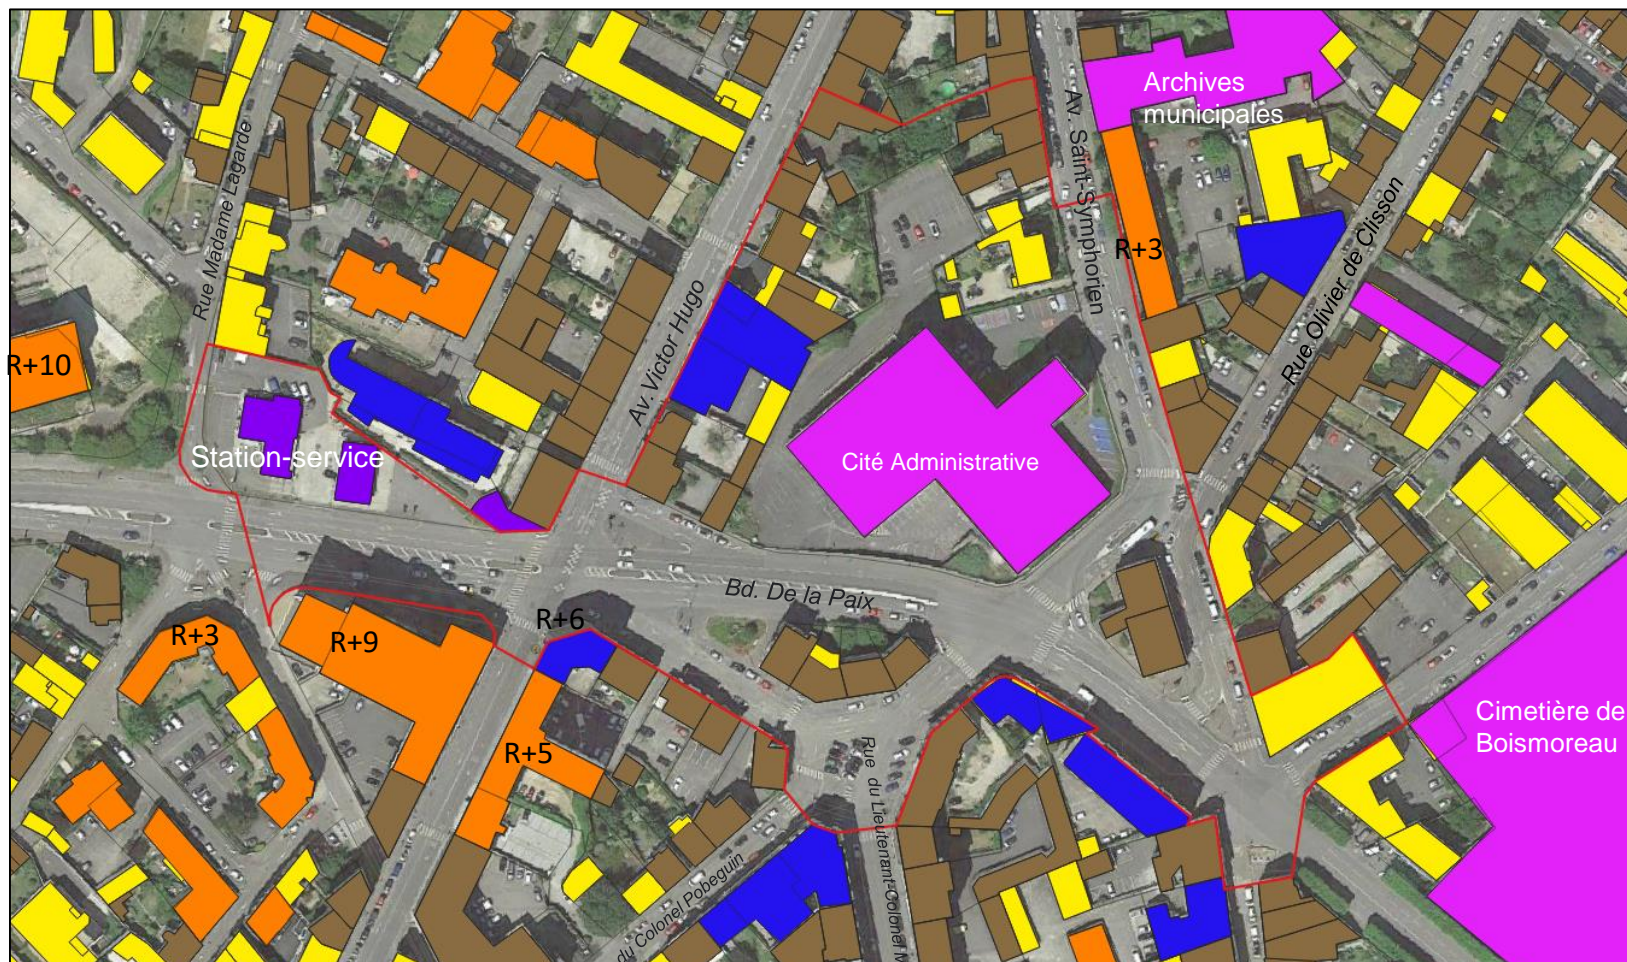 Archives
municipales
Rue Madame Lagarde
Av. Saint-Symphorien
R+3
Rue Olivier de Clisson
Av. Victor Hugo
R+10
Station-service
Cité Administrative
Bd. De la Paix
R+6
R+3
R+9
R+5
Cimetière de
Boismoreau
Rue du Lieutenant-Colonel M
du Colonel Pobeguin